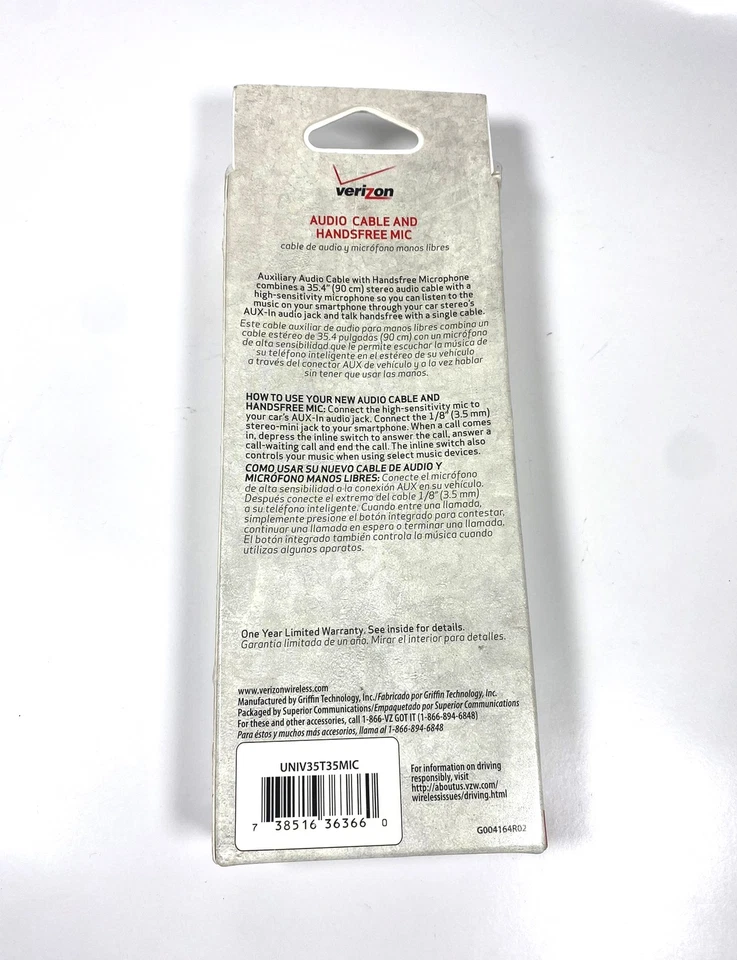 verizon
AUDIO CABLE AND
HANDSFREE MIC
cable de audio y micrófono manos libres
Auxiliary Audio Cable with Handsfree Microphone
combines a 35.4" (90 cm) stereo audio cable with a
high-sensitivity microphone so you can listen to the
music on your smartphone through your car stereo's
AUX-In audio jack and talk handsfree with a single cable.
Este cable auxiliar de audio para manos libres combina un
cable estéreo de 35.4 pulgadas (90 cm) con un micrófono
de alta sensibilidad que le permite escuchar la música de
su teléfono inteligente en el estéreo de su vehículo
a través del conector AUX de vehículo y a la vez hablar
sin tener que usar las manos.
HOW TO USE YOUR NEW AUDIO CABLE AND
HANDSFREE MIC: Connect the high-sensitivity mic to
your car's AUX-In audio jack. Connect the 1/8" (3.5 mm)
stereo-mini jack to your smartphone. When a call comes
in, depress the inline switch to answer the call, answer a
call-waiting call and end the call. The inline switch also
controls your music when using select music devices.
COMO USAR SU NUEVO CABLE DE AUDIO Y
MICRÓFONO MANOS LIBRES: Conecte el micrófono
de alta sensibilidad a la conexión AUX en su vehículo.
Después conecte el extremo del cable 1/8" (3.5 mm)
a su teléfono inteligente. Cuando entre una llamada,
simplemente presione el botón integrado para contestar,
continuar una llamada en espera o terminar una llamada.
El botón integrado también controla la música cuando
utilizas algunos aparatos.
One Year Limited Warranty. See inside for details.
Garantia limitada de un año. Mirar el interior para detalles.
www.verizonwireless.com
Manufactured by Griffin Technology, Inc./Fabricado por Griffin Technology, Inc.
Packaged by Superior Communications/Empaquetado por Superior Communications
For these and other accessories, call 1-866-VZ GOT IT (1-866-894-6848)
Para éstos y muchos más accesorios, llama al 1-866-894-6848
UNIV35T35MIC
7 38516 36366 0
For information on driving
responsibly, visit
http://aboutus.vzw.com/
wirelessissues/driving.html
G004164R02